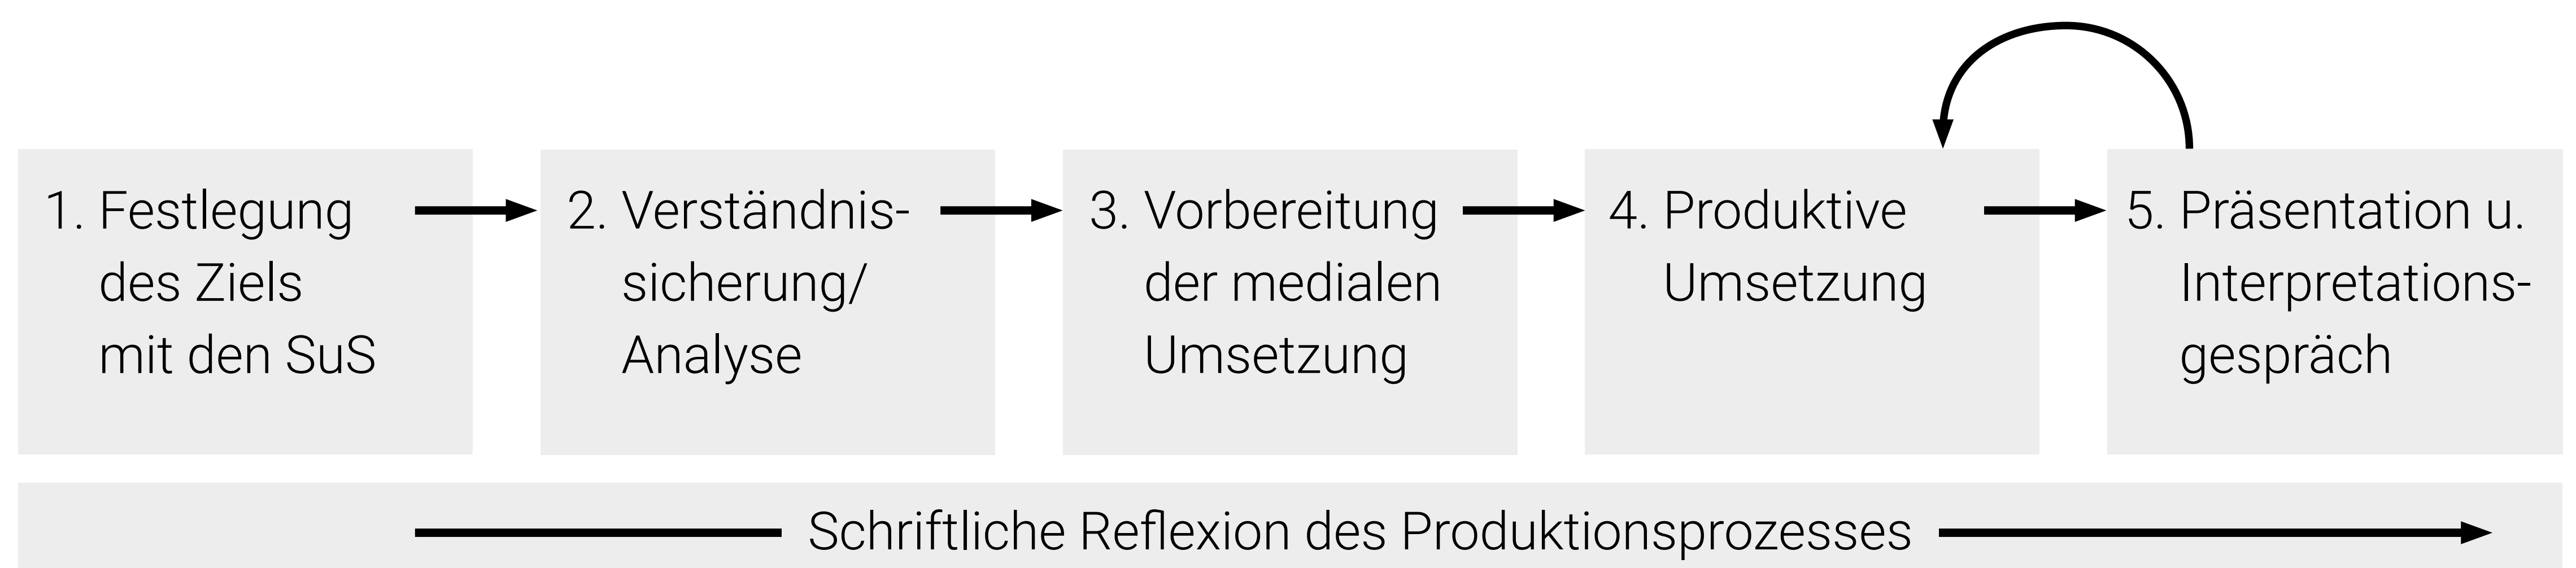 1. Festlegung
des Ziels
mit den SuS
2. Verständnis-
sicherung/
Analyse
3. Vorbereitung
der medialen
Umsetzung
4. Produktive
Umsetzung
5. Präsentation u.
Interpretations-
gespräch
Schriftliche Reflexion des Produktionsprozesses